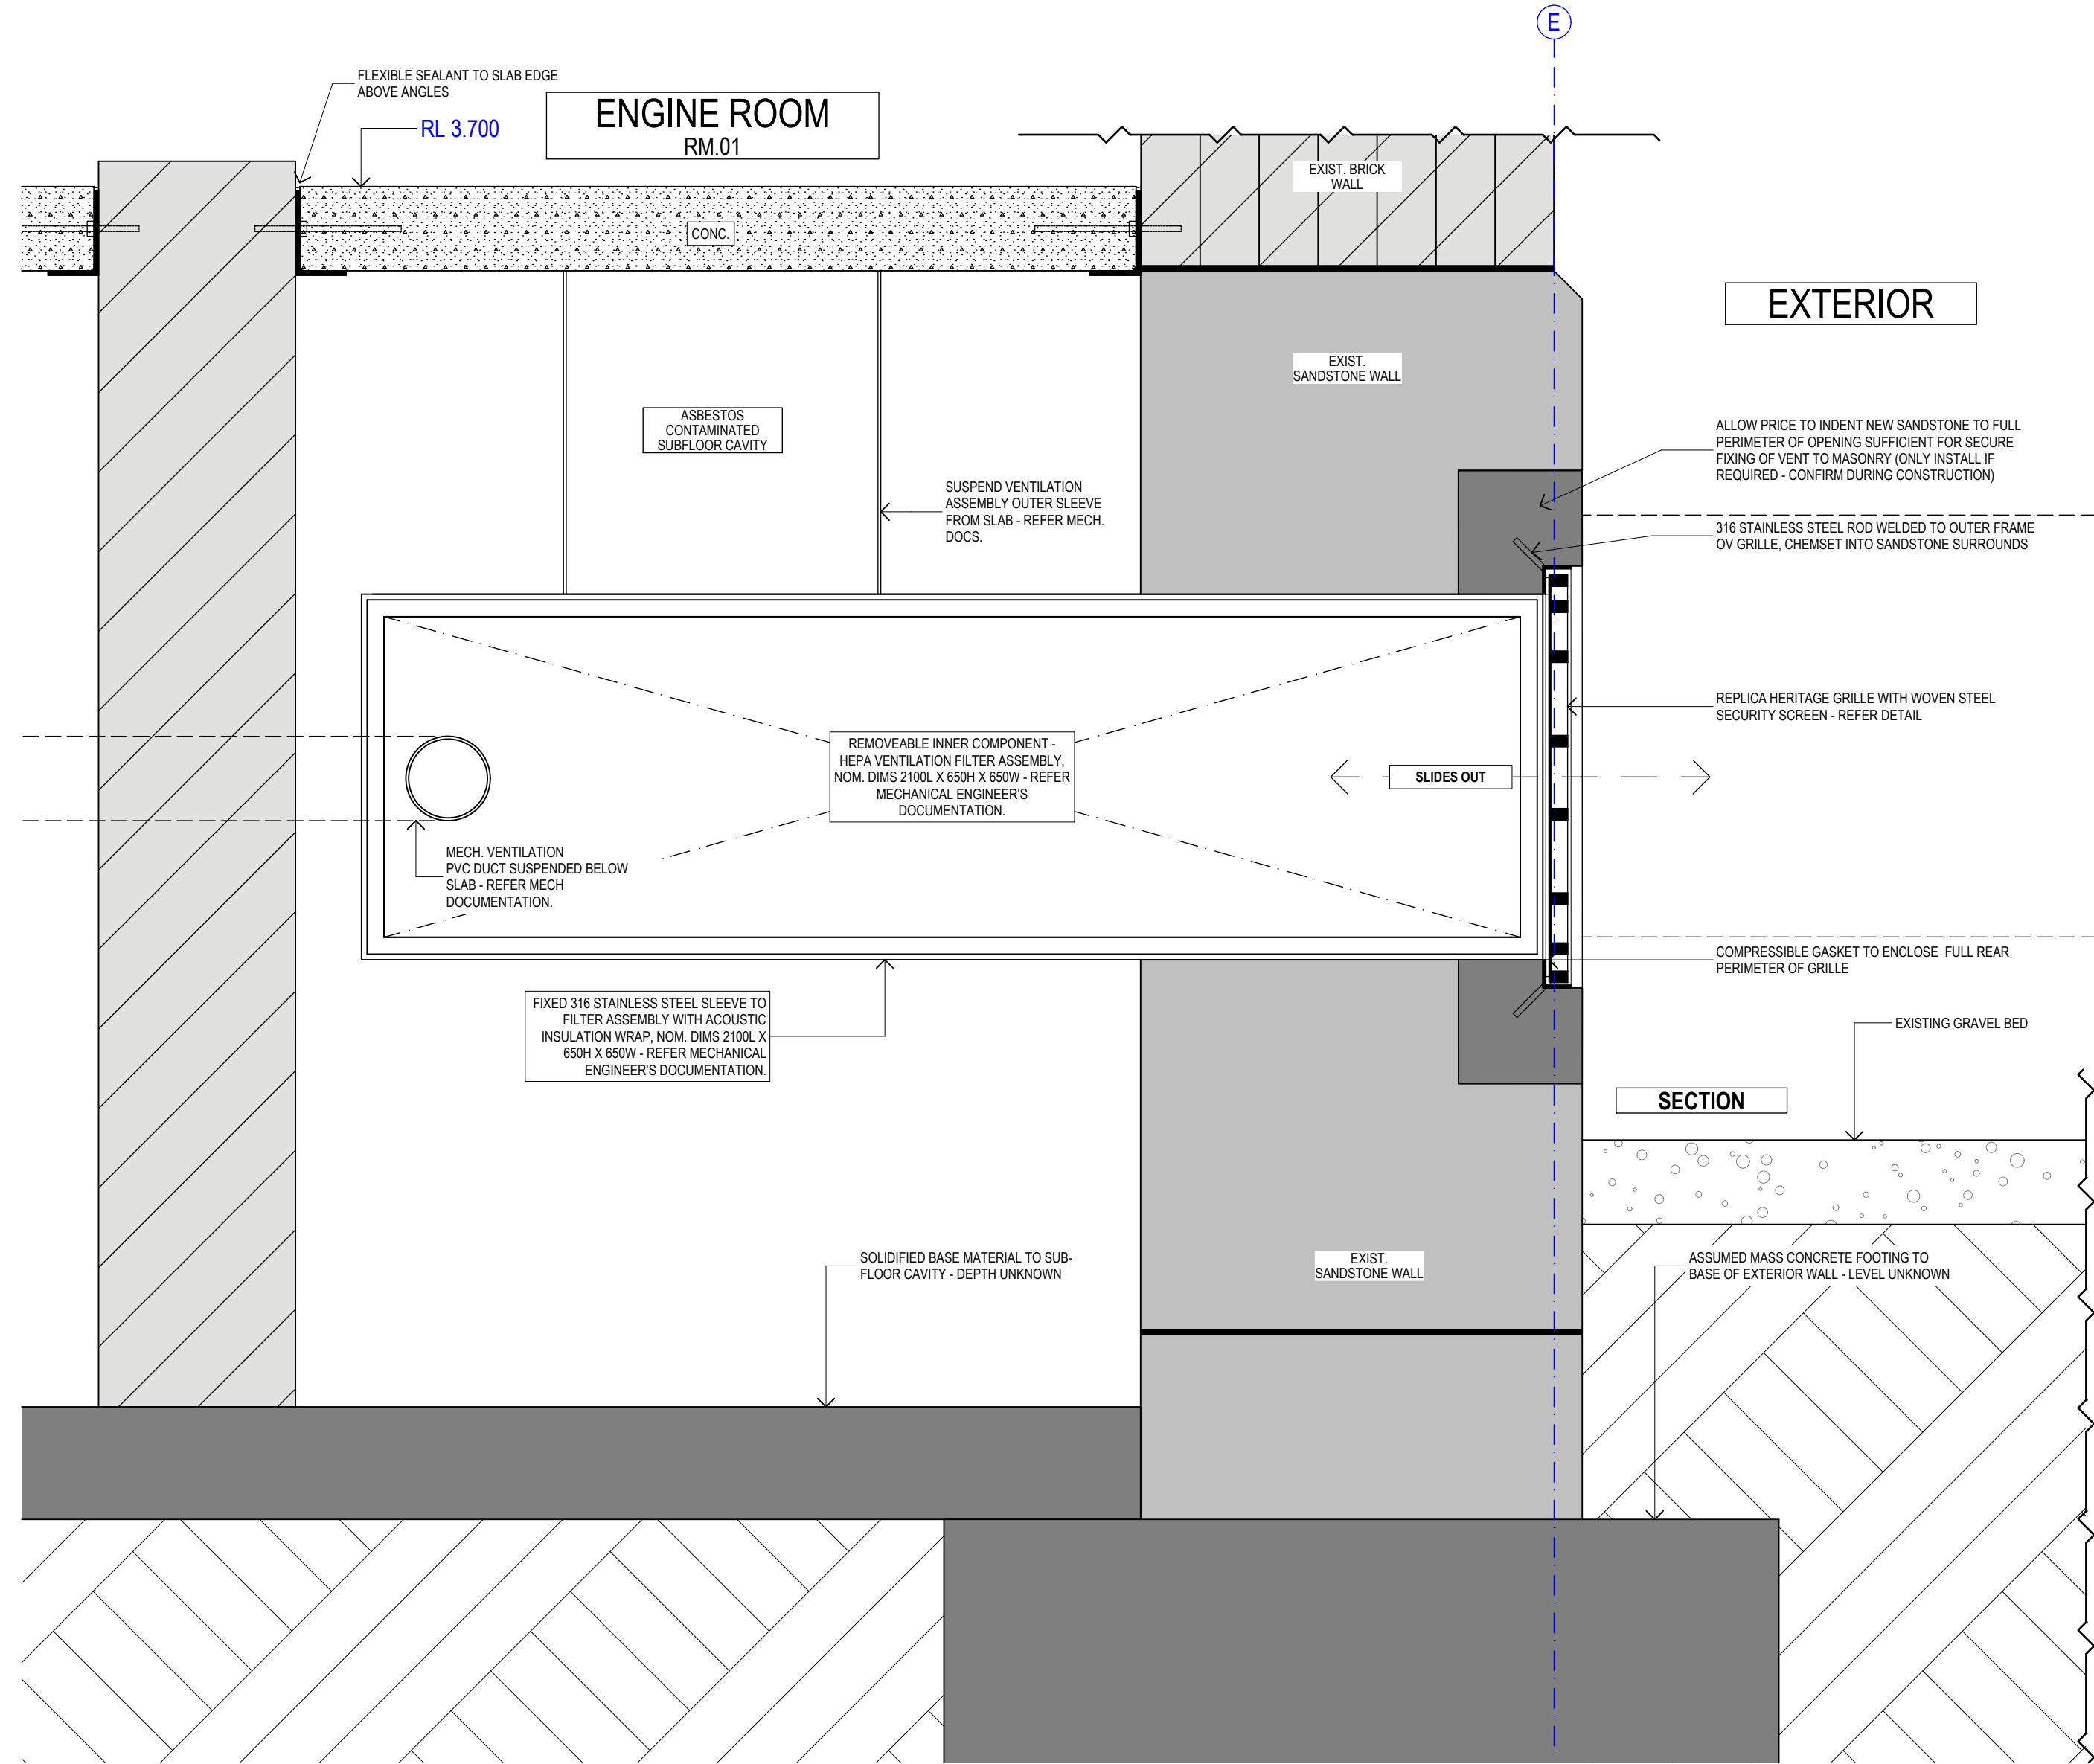 E
FLEXIBLE SEALANT TO SLAB EDGE
ABOVE ANGLES
RL 3.700
ENGINE ROOM
RM.01
EXIST. BRICK
WALL
CONC.
EXTERIOR
EXIST.
SANDSTONE WALL
ASBESTOS
CONTAMINATED
SUBFLOOR CAVITY
ALLOW PRICE TO INDENT NEW SANDSTONE TO FULL
PERIMETER OF OPENING SUFFICIENT FOR SECURE
FIXING OF VENT TO MASONRY (ONLY INSTALL IF
REQUIRED - CONFIRM DURING CONSTRUCTION)
SUSPEND VENTILATION
ASSEMBLY OUTER SLEEVE
FROM SLAB - REFER MECH.
DOCS.
316 STAINLESS STEEL ROD WELDED TO OUTER FRAME
OV GRILLE, CHEMSET INTO SANDSTONE SURROUNDS
REPLICA HERITAGE GRILLE WITH WOVEN STEEL
SECURITY SCREEN - REFER DETAIL
REMOVEABLE INNER COMPONENT -
HEPA VENTILATION FILTER ASSEMBLY,
NOM. DIMS 2100L X 650H X 650W - REFER
MECHANICAL ENGINEER'S
DOCUMENTATION.
SLIDES OUT
MECH. VENTILATION
PVC DUCT SUSPENDED BELOW
SLAB - REFER MECH
DOCUMENTATION.
COMPRESSIBLE GASKET TO ENCLOSE FULL REAR
PERIMETER OF GRILLE
FIXED 316 STAINLESS STEEL SLEEVE TO
FILTER ASSEMBLY WITH ACOUSTIC
INSULATION WRAP, NOM. DIMS 2100L X
650H X 650W - REFER MECHANICAL
ENGINEER'S DOCUMENTATION.
EXISTING GRAVEL BED
SECTION
SOLIDIFIED BASE MATERIAL TO SUB-
FLOOR CAVITY - DEPTH UNKNOWN
EXIST.
SANDSTONE WALL
ASSUMED MASS CONCRETE FOOTING TO
BASE OF EXTERIOR WALL - LEVEL UNKNOWN